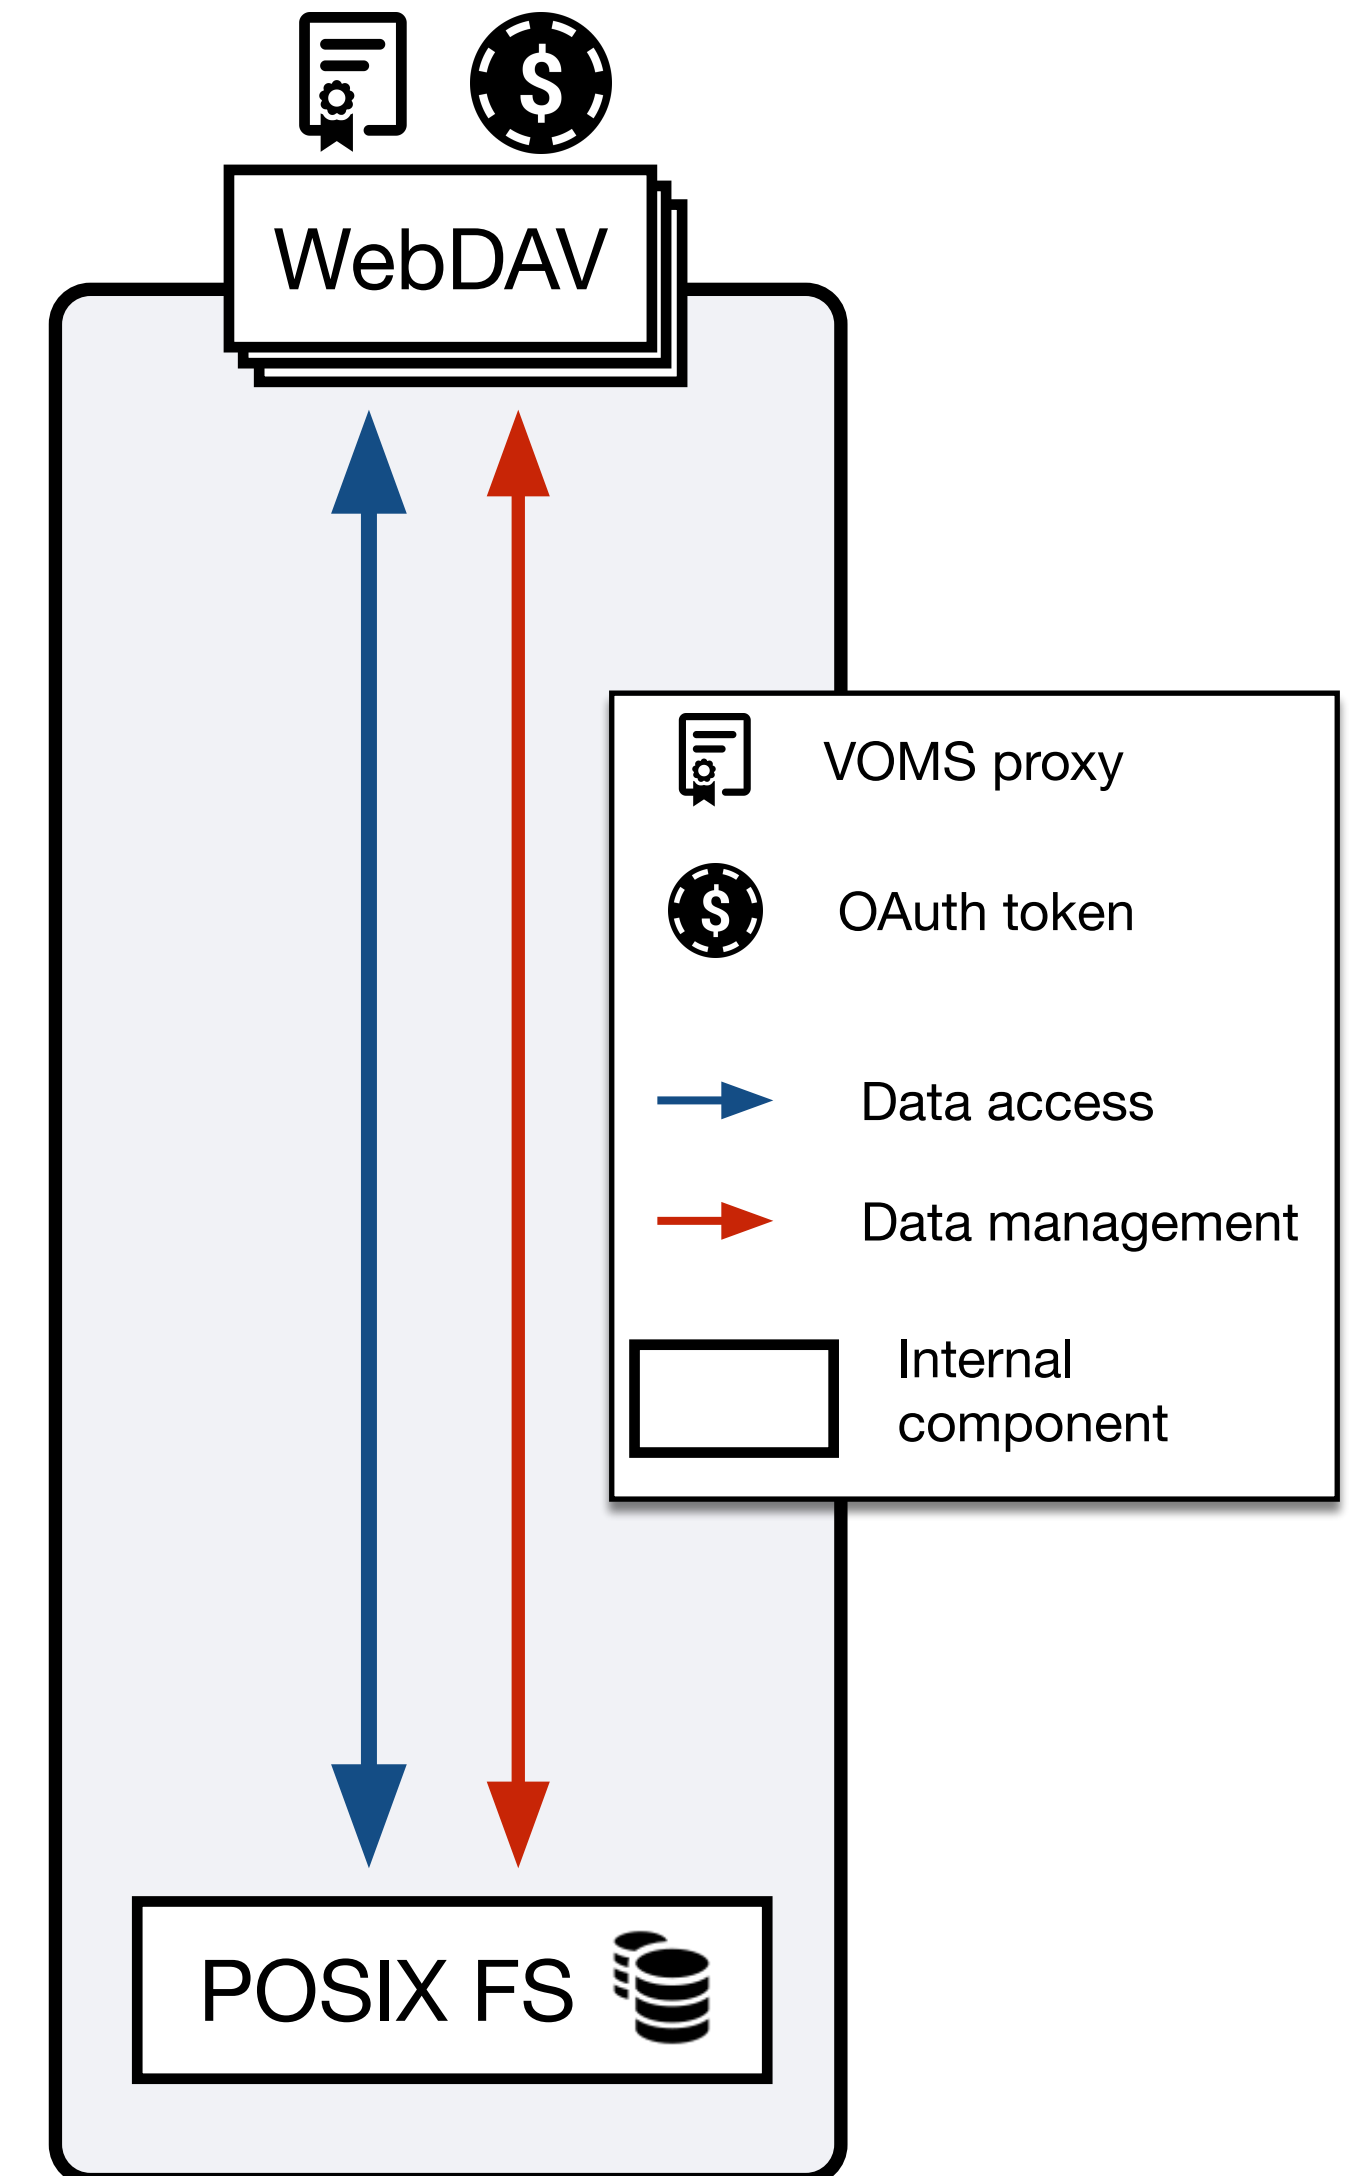 WebDAV
VOMS proxy
OAuth token
Data access
Data management
Internal
component
POSIX FS